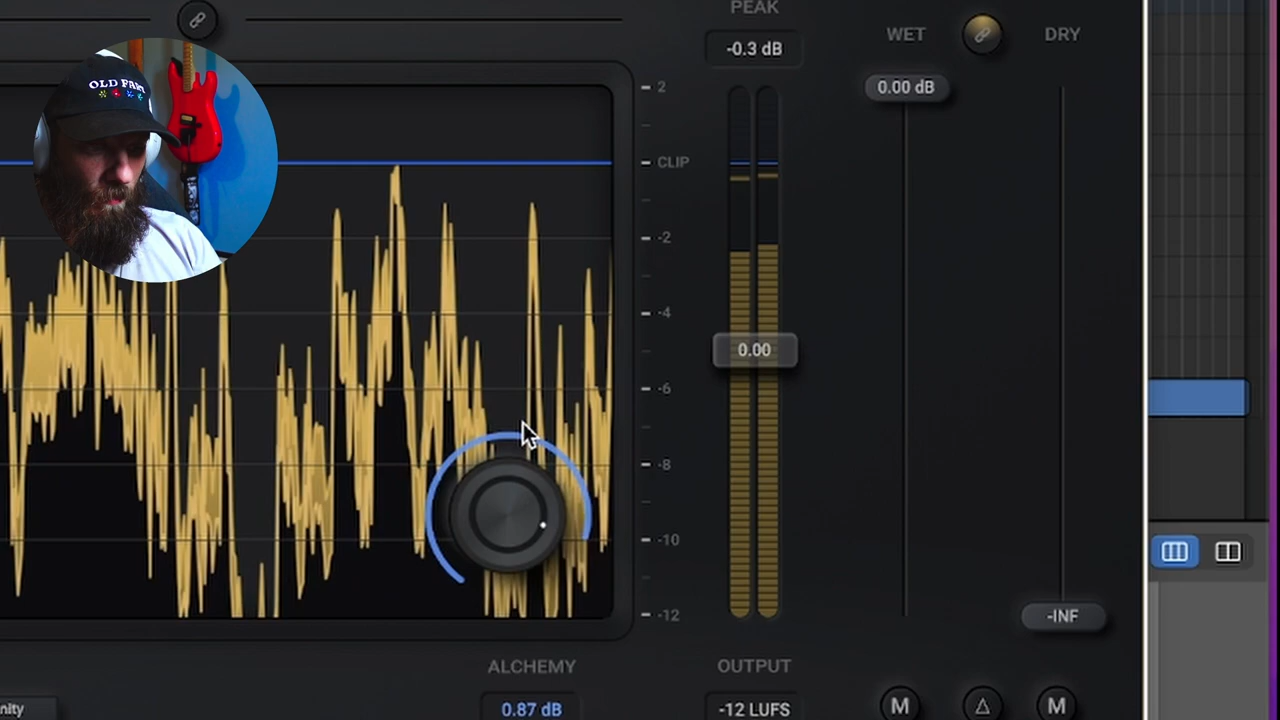 PEAK
-0.3 dB
WET
DRY
0.00 dB
2
CLIP
-2
-4
0.00
-6
-8
-10
-12
-INF
OLD FART
ALCHEMY
OUTPUT
nity
0.87 dB
-12 LUFS
M
Δ
M